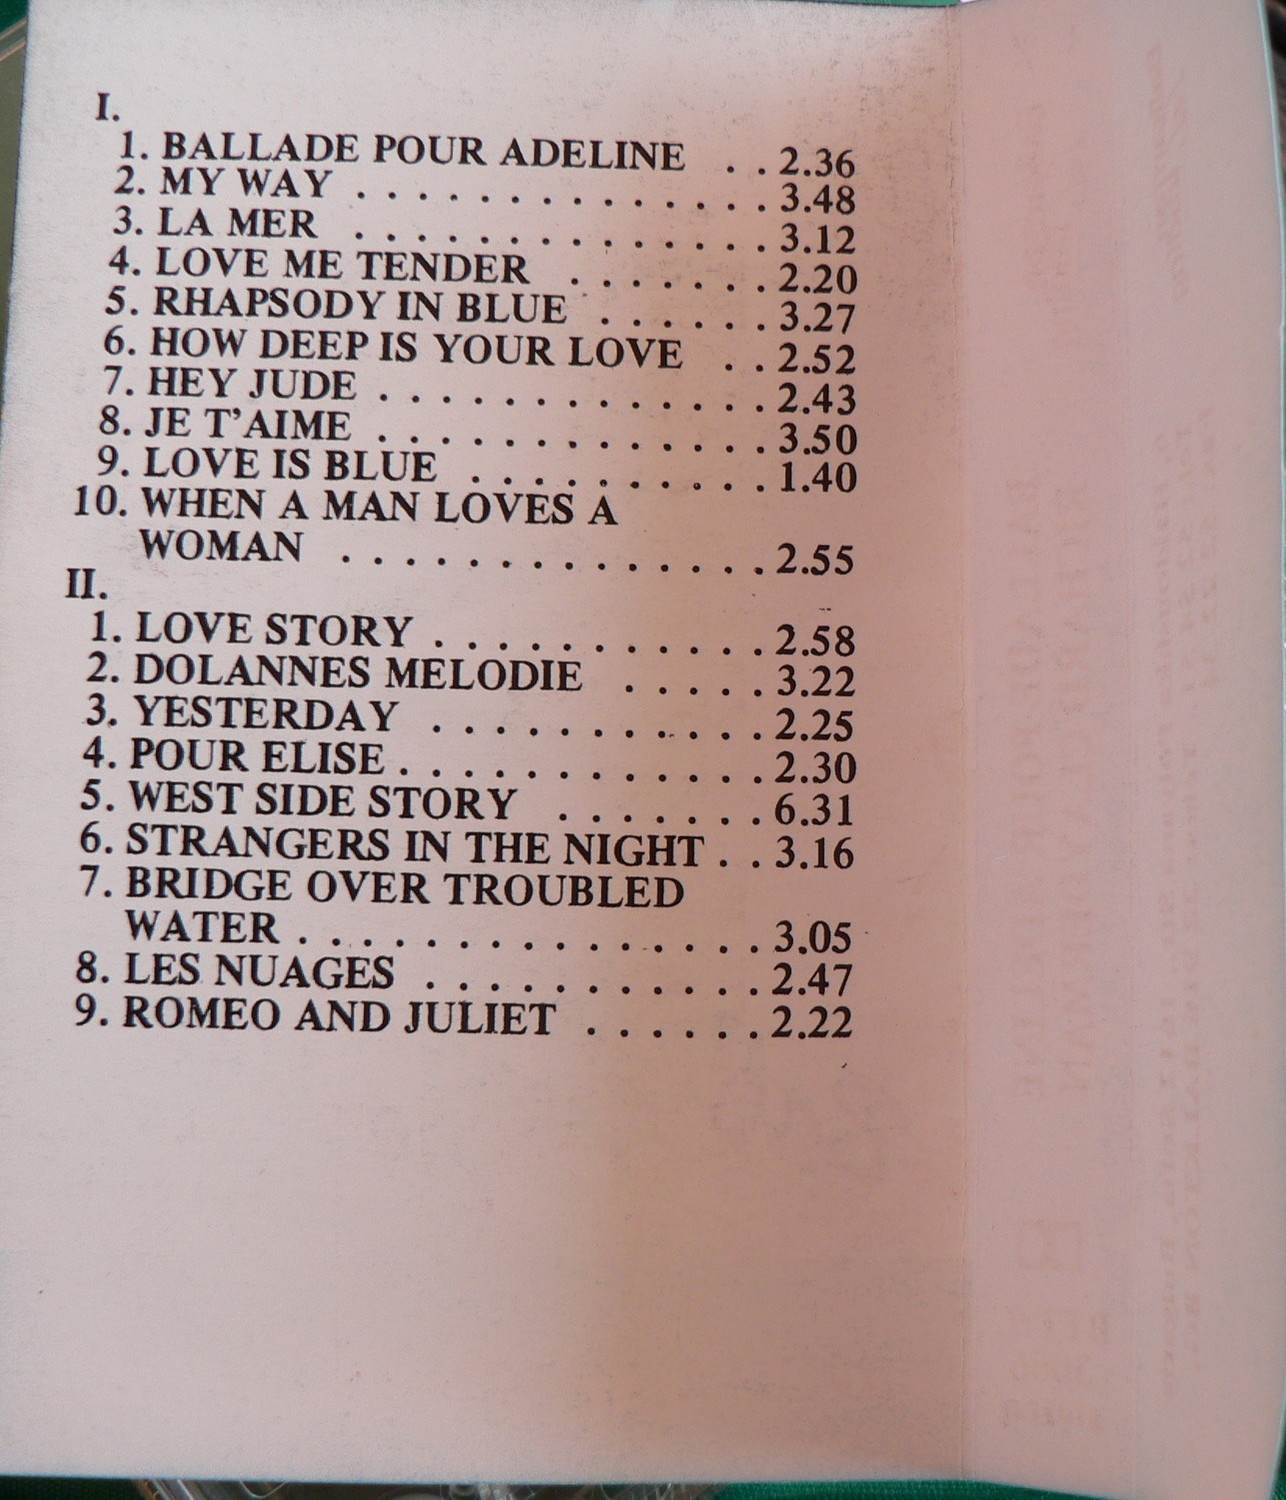 I.
1. BALLADE POUR ADELINE . . 2.36
2. MY WAY . . . . . . . . . . . . . . 3.48
3. LA MER . . . . . . . . . . . . . . 3.12
4. LOVE ME TENDER . . . . . . . 2.20
5. RHAPSODY IN BLUE . . . . . . 3.27
6. HOW DEEP IS YOUR LOVE . . 2.52
7. HEY JUDE . . . . . . . . . . . . . 2.43
8. JE T'AIME . . . . . . . . . . . . . 3.50
9. LOVE IS BLUE . . . . . . . . . . 1.40
10. WHEN A MAN LOVES A
WOMAN . . . . . . . . . . . . . . 2.55
II.
1. LOVE STORY . . . . . . . . . . . 2.58
2. DOLANNES MELODIE . . . . . 3.22
3. YESTERDAY . . . . . . . . . . . 2.25
4. POUR ELISE . . . . . . . . . . . . 2.30
5. WEST SIDE STORY . . . . . . . 6.31
6. STRANGERS IN THE NIGHT . . 3.16
7. BRIDGE OVER TROUBLED
WATER . . . . . . . . . . . . . . . 3.05
8. LES NUAGES . . . . . . . . . . . 2.47
9. ROMEO AND JULIET . . . . . . 2.22